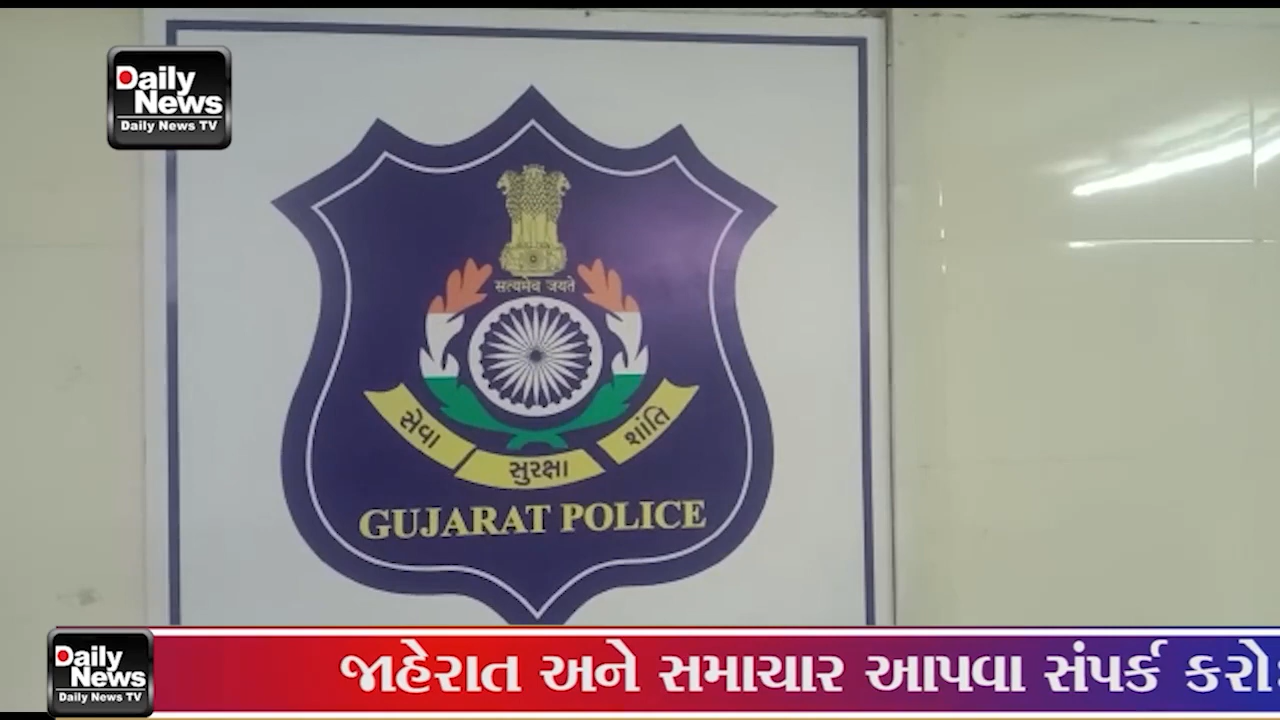 Daily
News
Daily News TV
सत्यमेव जयते
સેવા
સુરક્ષા
શાંતિ
GUJARAT POLICE
Daily
News
Daily News TV
જાહેરાત અને સમાચાર આપવા સંપર્ક કરો: